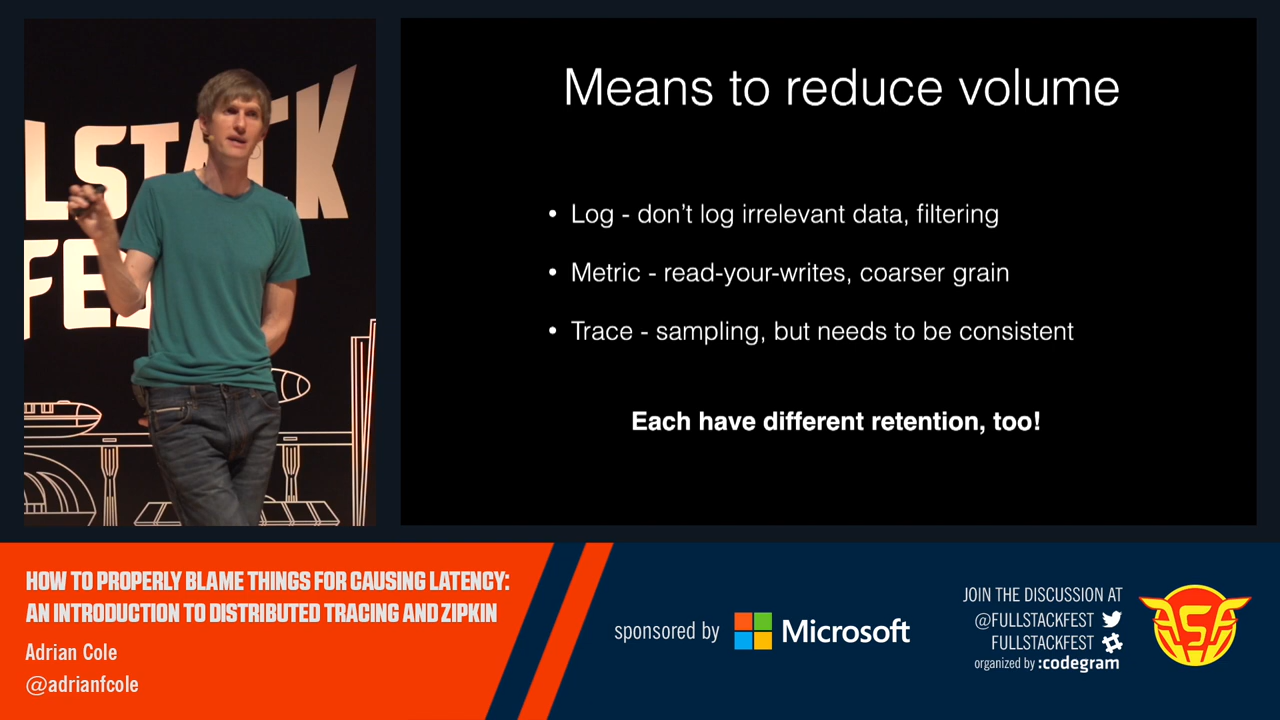 LSTACK
FES
Means to reduce volume
• Log - don't log irrelevant data, filtering
• Metric - read-your-writes, coarser grain
• Trace - sampling, but needs to be consistent
Each have different retention, too!
HOW TO PROPERLY BLAME THINGS FOR CAUSING LATENCY:
AN INTRODUCTION TO DISTRIBUTED TRACING AND ZIPKIN
Adrian Cole
@adrianfcole
sponsored by Microsoft
JOIN THE DISCUSSION AT
@FULLSTACKFEST
FULLSTACKFEST
organized by :codegram
FSF